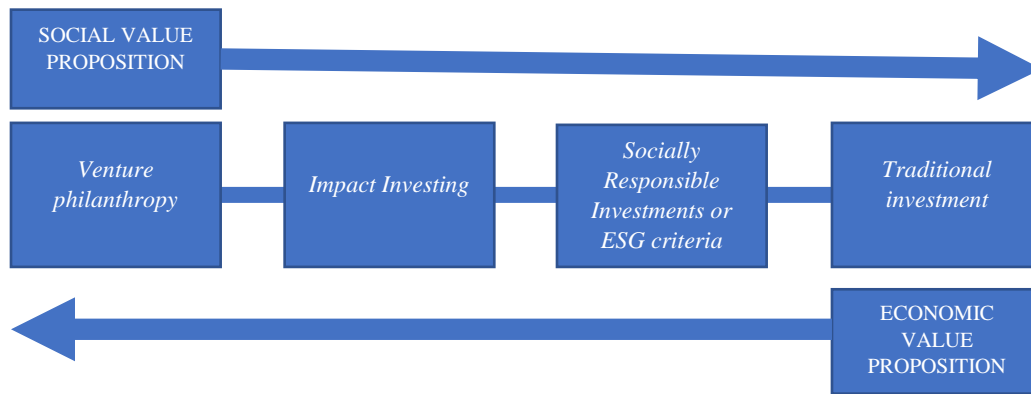 SOCIAL VALUE
PROPOSITION
Venture
philanthropy
Impact Investing
Socially
Responsible
Investments or
ESG criteria
Traditional
investment
ECONOMIC
VALUE
PROPOSITION